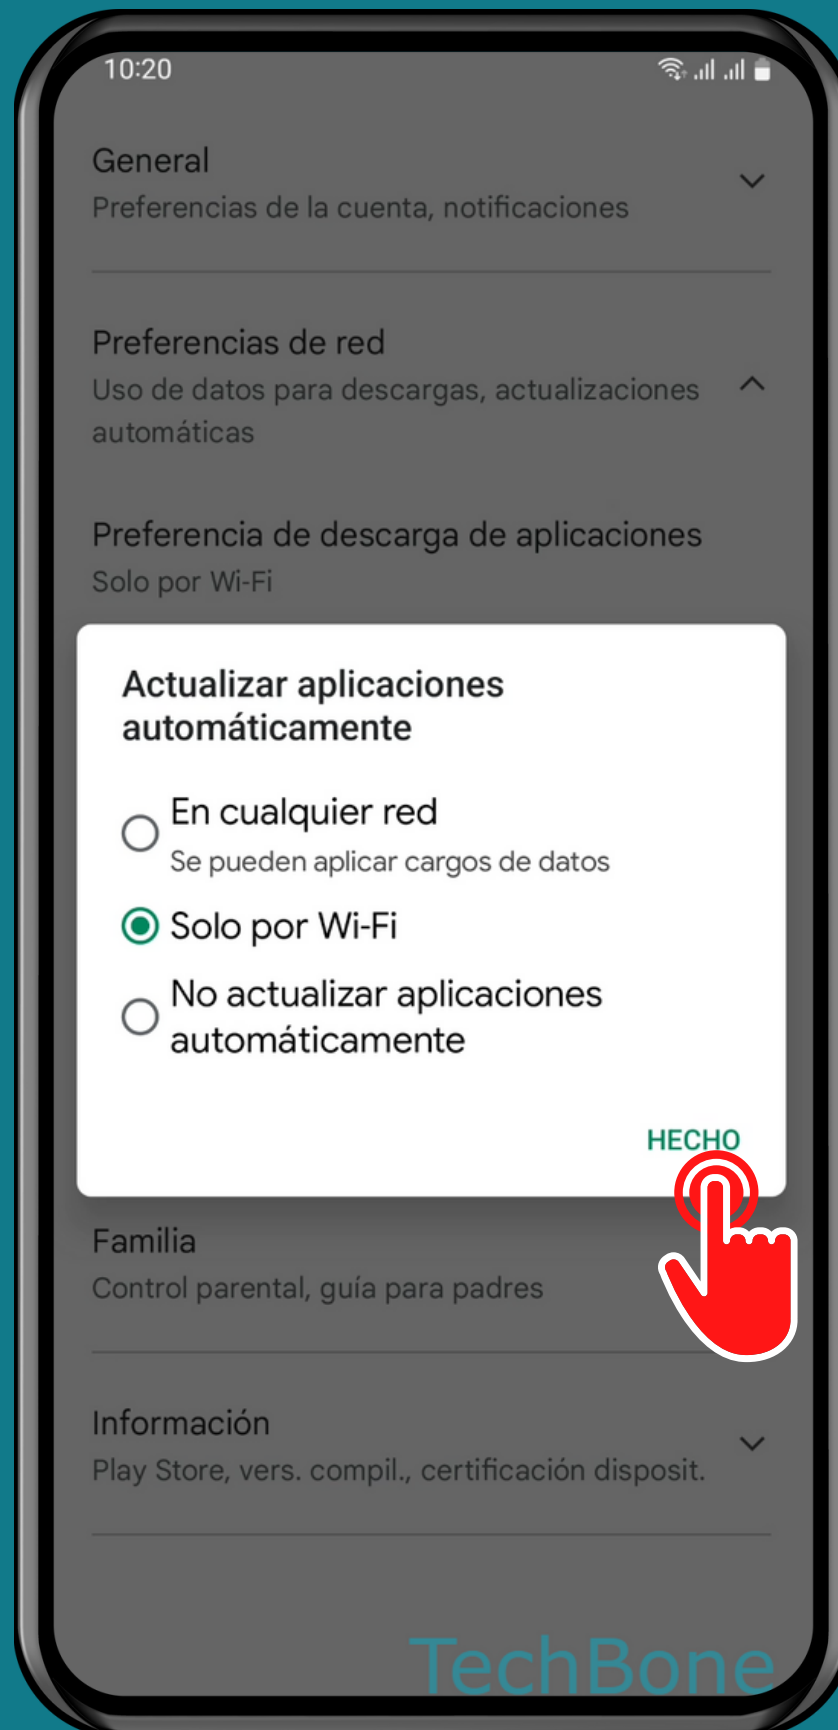 10:20
General
Preferencias de la cuenta, notificaciones
Preferencias de red
Uso de datos para descargas, actualizaciones
automáticas
Preferencia de descarga de aplicaciones
Solo por Wi-Fi
Actualizar aplicaciones
automáticamente
En cualquier red
Se pueden aplicar cargos de datos
Solo por Wi-Fi
No actualizar aplicaciones
automáticamente
HECHO
Familia
Control parental, guía para padres
Información
Play Store, vers. compil., certificación disposit.
TechBone